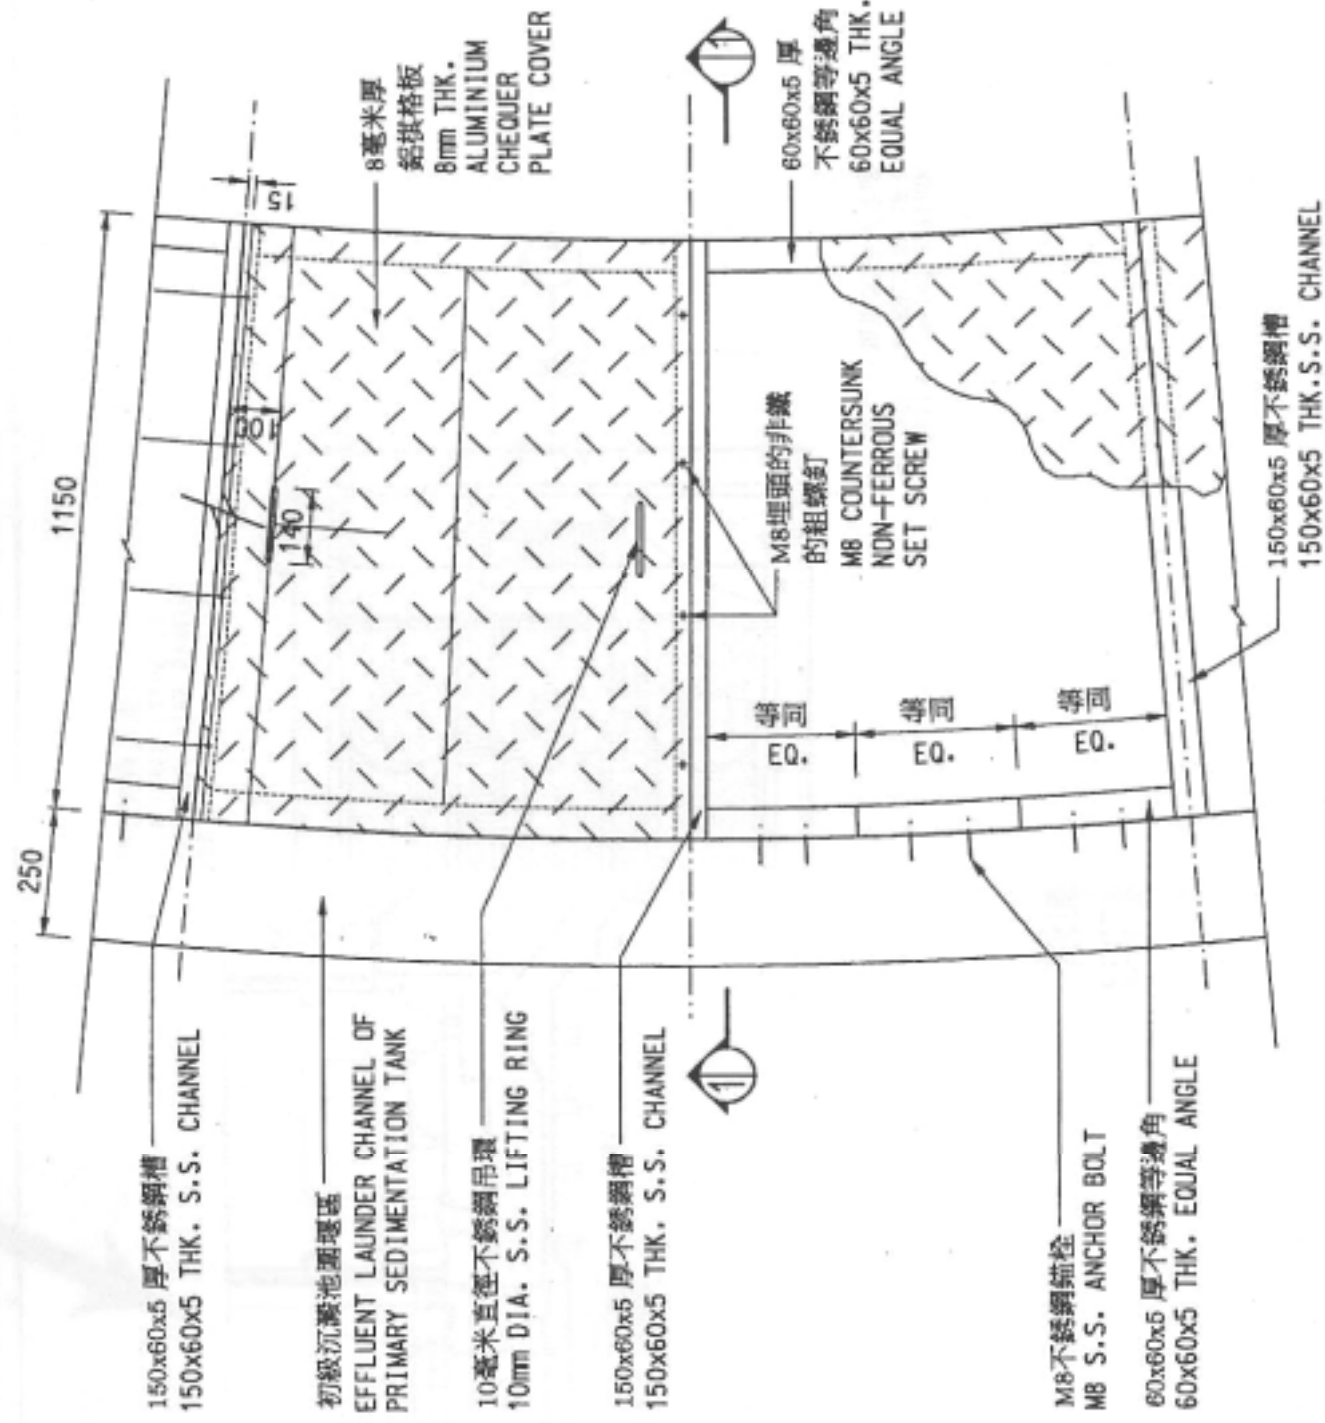 150x60x5 厚不銹鋼槽
150x60x5 THK. S.S. CHANNEL
初級沉澱池圍堰區
EFFLUENT LAUNDER CHANNEL OF
PRIMARY SEDIMENTATION TANK
10毫米直徑不銹鋼吊環
10mm DIA. S.S. LIFTING RING
150x60x5 厚不銹鋼槽
150x60x5 THK. S.S. CHANNEL
M8不銹鋼錨栓
M8 S.S. ANCHOR BOLT
60x60x5 厚不銹鋼等邊角
60x60x5 THK. EQUAL ANGLE
250
1150
15
100
140
8毫米厚
鋁棋格板
8mm THK.
ALUMINIUM
CHEQUER
PLATE COVER
1
1
60x60x5 厚
不銹鋼等邊角
60x60x5 THK.
EQUAL ANGLE
M8埋頭的非鐵
的組螺釘
M8 COUNTERSUNK
NON-FERROUS
SET SCREW
等同
EQ.
等同
EQ.
等同
EQ.
150x60x5 厚不銹鋼槽
150x60x5 THK.S.S. CHANNEL